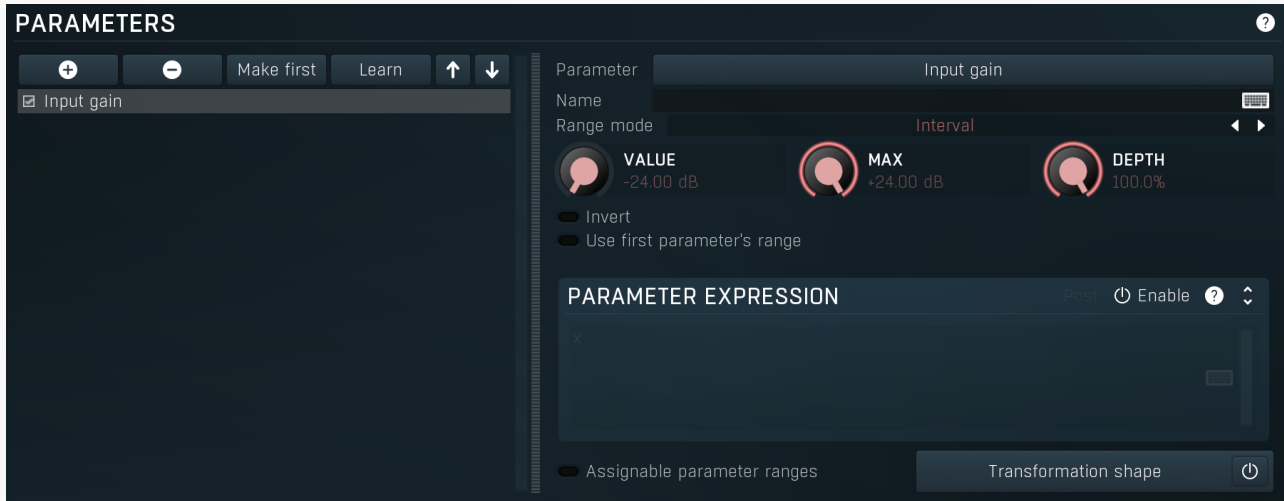 PARAMETERS ?
Make first Learn
Input gain
Parameter Input gain
Name
Range mode Interval
VALUE MAX DEPTH
-24.00 dB +24.00 dB 100.0%
Invert
Use first parameter's range
PARAMETER EXPRESSION Post Enable ?
x
Assignable parameter ranges Transformation shape